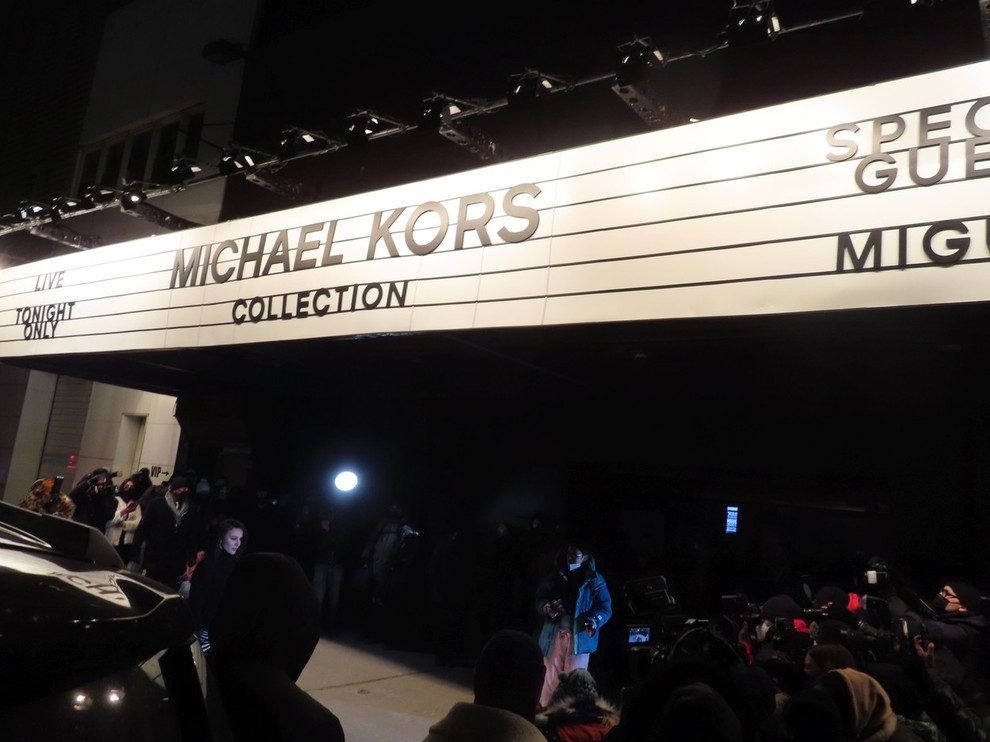 LIVE
TONIGHT
ONLY
MICHAEL KORS
COLLECTION
SPEC
GUE
MIGU
VIP→